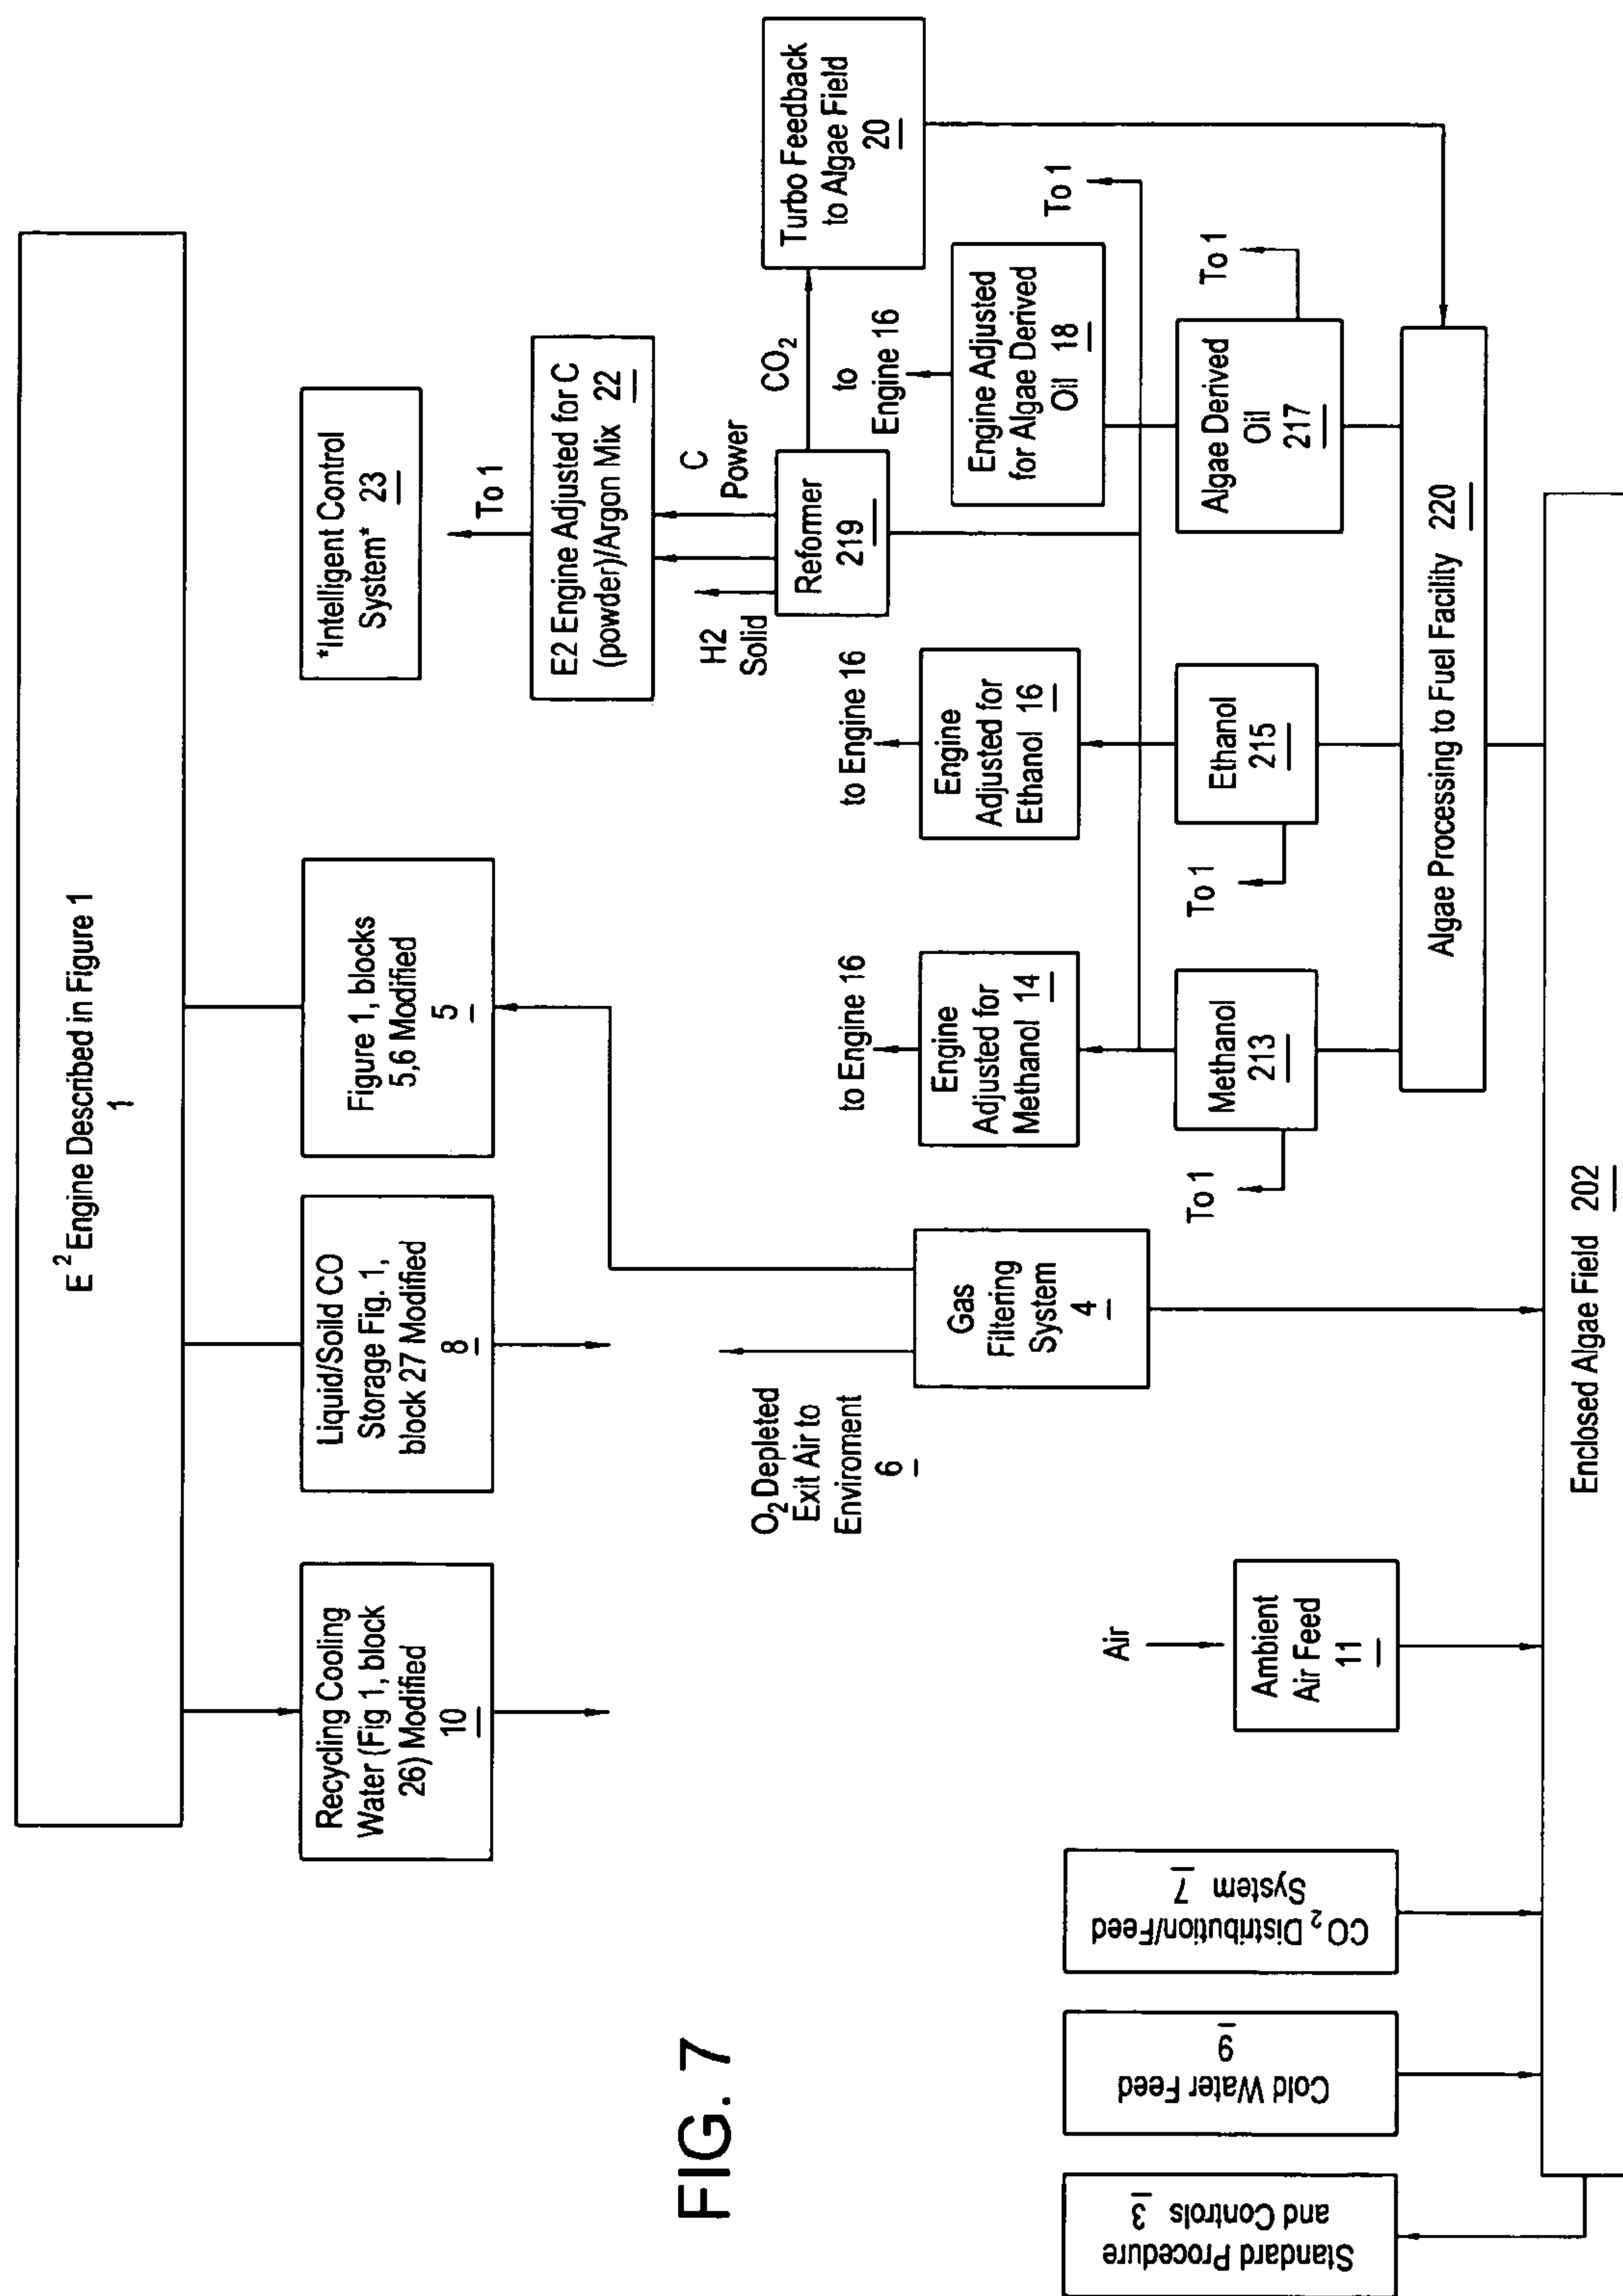 FIG. 7
E 2 Engine Described in Figure 1
1
Recycling Cooling
Water (Fig 1, block
26) Modified
10
Liquid/Soild CO
Storage Fig. 1,
block 27 Modified
8
Figure 1, blocks
5,6 Modified
5
*Intelligent Control
System* 23
To 1
E2 Engine Adjusted for C
(powder)/Argon Mix 22
H2
Solid
C
Power
Reformer
219
CO2
Turbo Feedback
to Algae Field
20
O2 Depleted
Exit Air to
Enviroment
6
Gas
Filtering
System
4
to Engine 16
Engine
Adjusted for
Methanol 14
to Engine 16
Engine
Adjusted for
Ethanol 16
to
Engine 16
Engine Adjusted
for Algae Derived
Oil 18
To 1
To 1
Methanol
213
To 1
Ethanol
215
Algae Derived
Oil
217
To 1
Algae Processing to Fuel Facility 220
Standard Procedure
and Controls 3
Cold Water Feed
9
CO2 Distribution/Feed
System 7
Air
Ambient
Air Feed
11
Enclosed Algae Field 202